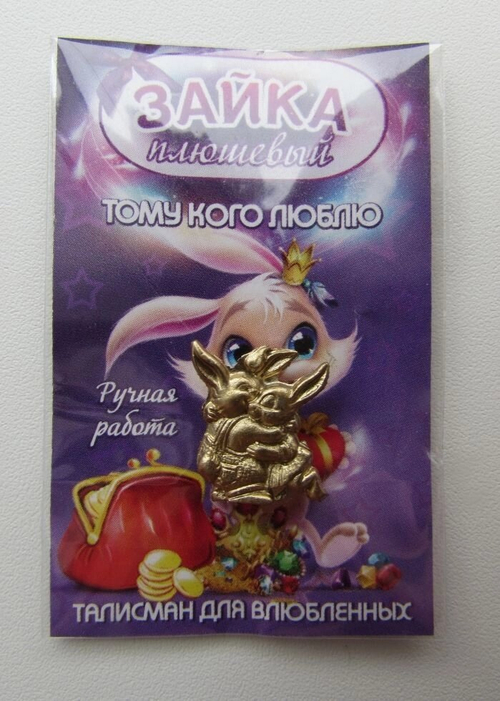 ЗАЙКА
плюшевый
ТОМУ КОГО ЛЮБЛЮ
Ручная
работа
ТАЛИСМАН ДЛЯ ВЛЮБЛЕННЫХ